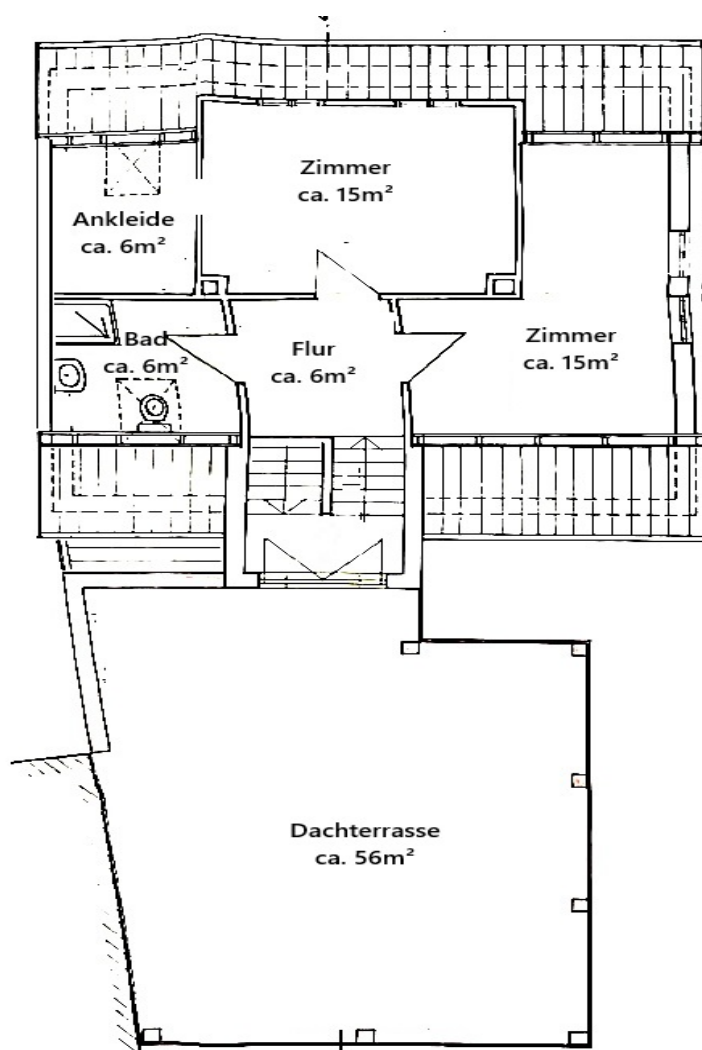 Zimmer
ca. 15m²
Ankleide
ca. 6m²
Bad
ca. 6m²
Flur
ca. 6m²
Zimmer
ca. 15m²
Dachterrasse
ca. 56m²